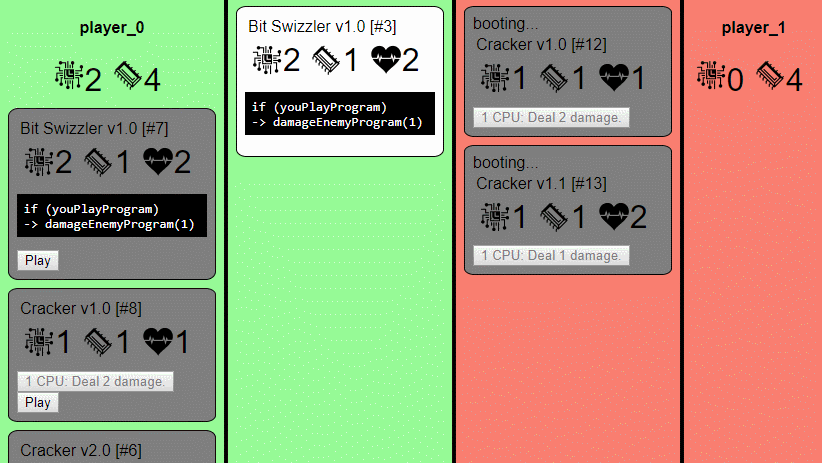 player_0
2 4
Bit Swizzler v1.0 [#7]
2 1 2
if (youPlayProgram)
-> damageEnemyProgram(1)
Play
Cracker v1.0 [#8]
1 1 1
1 CPU: Deal 2 damage.
Play
Cracker v2.0 [#6]
Bit Swizzler v1.0 [#3]
2 1 2
if (youPlayProgram)
-> damageEnemyProgram(1)
booting...
Cracker v1.0 [#12]
1 1 1
1 CPU: Deal 2 damage.
booting...
Cracker v1.1 [#13]
1 1 2
1 CPU: Deal 1 damage.
player_1
0 4